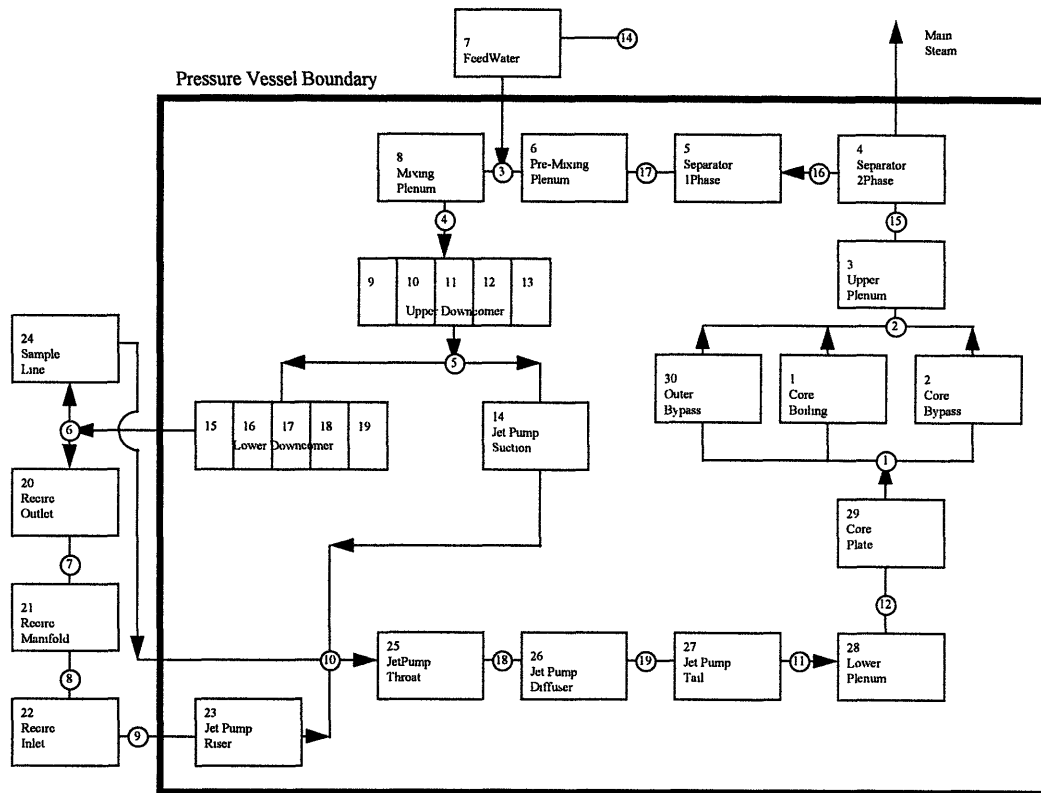 7
FeedWater
14
Main
Steam
Pressure Vessel Boundary
8
Mixing
Plenum
3
6
Pre-Mixing
Plenum
17
5
Separator
1Phase
16
4
Separator
2Phase
4
15
9 10 11 12 13
Upper Downcomer
3
Upper
Plenum
2
24
Sample
Line
5
30
Outer
Bypass
1
Core
Boiling
2
Core
Bypass
6
15 16 17 18 19
Lower Downcomer
14
Jet Pump
Suction
1
20
Recirc
Outlet
29
Core
Plate
7
12
21
Recirc
Manifold
8
10
25
JetPump
Throat
18
26
Jet Pump
Diffuser
19
27
Jet Pump
Tail
11
28
Lower
Plenum
22
Recirc
Inlet
9
23
Jet Pump
Riser